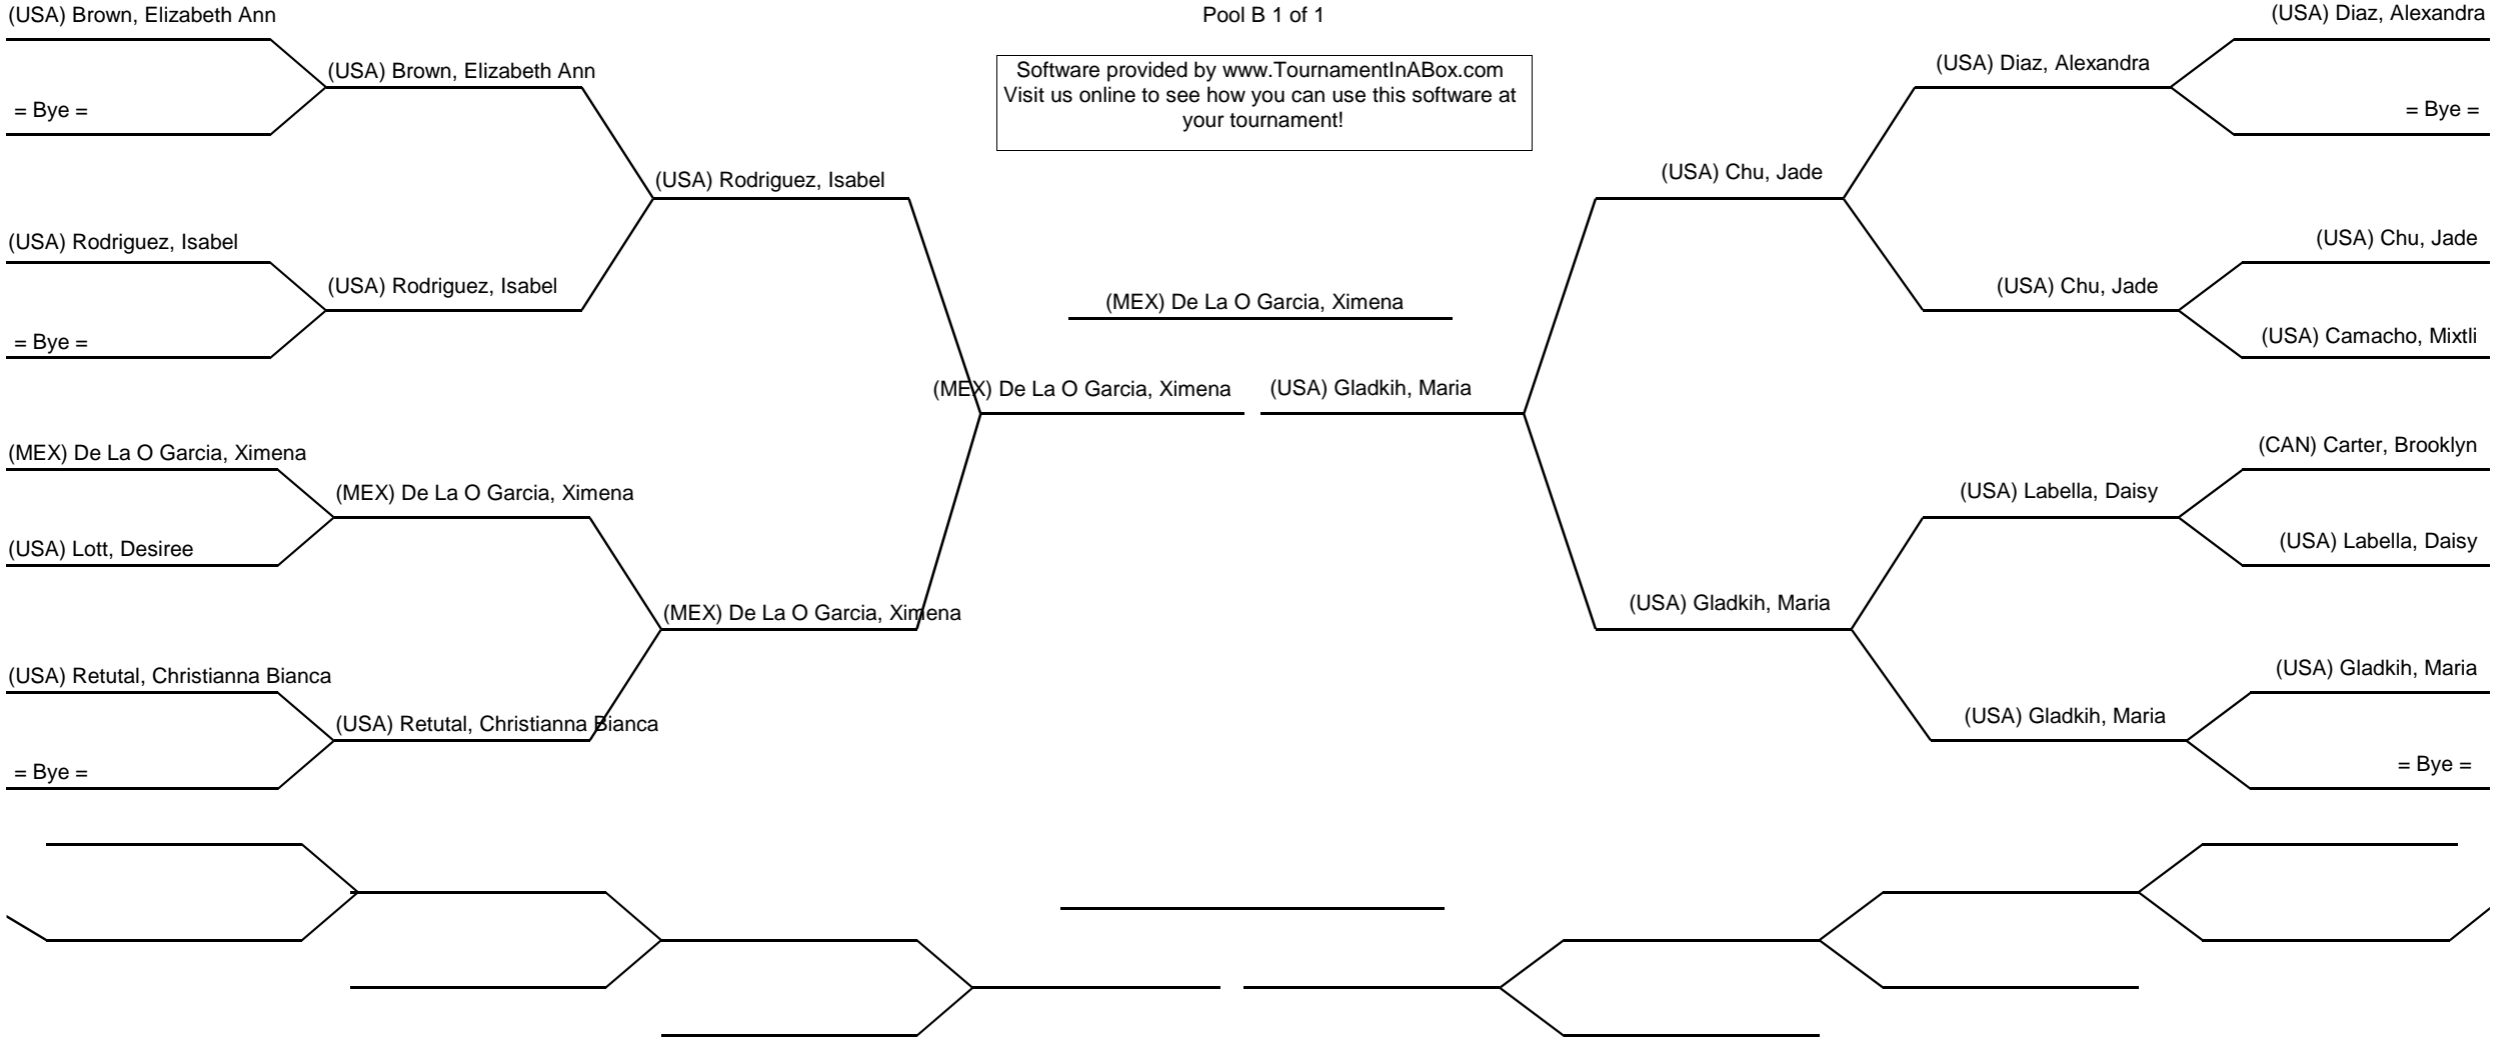 (USA) Brown, Elizabeth Ann
Pool B 1 of 1
(USA) Diaz, Alexandra
(USA) Brown, Elizabeth Ann
Software provided by www.TournamentInABox.com
Visit us online to see how you can use this software at
your tournament!
(USA) Diaz, Alexandra
= Bye =
= Bye =
(USA) Rodriguez, Isabel
(USA) Chu, Jade
(USA) Rodriguez, Isabel
(USA) Chu, Jade
(USA) Rodriguez, Isabel
(USA) Chu, Jade
(MEX) De La O Garcia, Ximena
= Bye =
(USA) Camacho, Mixtli
(MEX) De La O Garcia, Ximena
(USA) Gladkih, Maria
(MEX) De La O Garcia, Ximena
(CAN) Carter, Brooklyn
(MEX) De La O Garcia, Ximena
(USA) Labella, Daisy
(USA) Lott, Desiree
(USA) Labella, Daisy
(MEX) De La O Garcia, Ximena
(USA) Gladkih, Maria
(USA) Retutal, Christianna Bianca
(USA) Gladkih, Maria
(USA) Retutal, Christianna Bianca
(USA) Gladkih, Maria
= Bye =
= Bye =